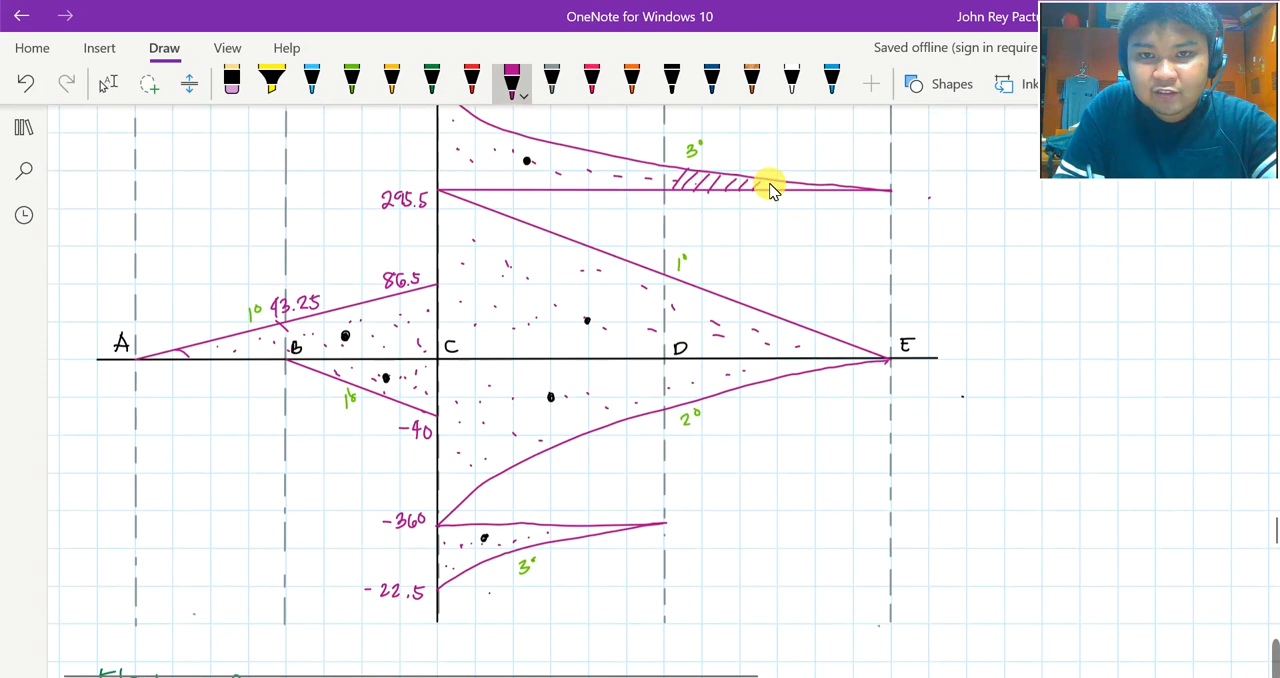 OneNote for Windows 10
John Rey Pactu
Home Insert Draw View Help
Saved offline (sign in require
Shapes
Ink
3°
295.5
1°
86.5
1° 43.25
A
B
C
D
E
1°
-40
2°
-360
3°
-22.5